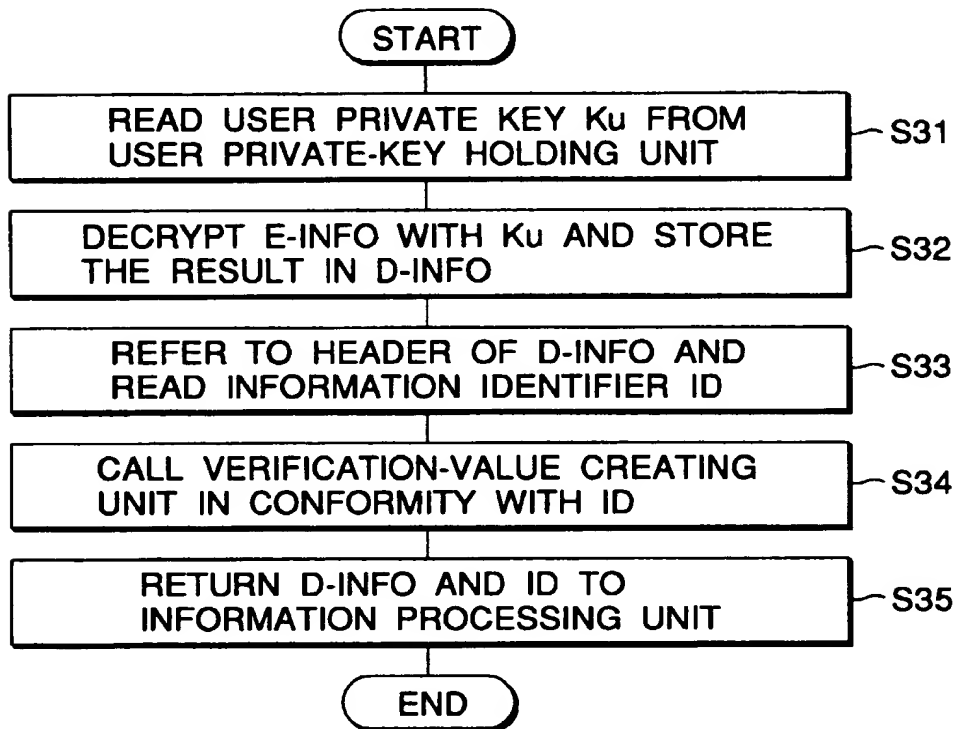 START
READ USER PRIVATE KEY Ku FROM
USER PRIVATE-KEY HOLDING UNIT
S31
DECRYPT E-INFO WITH Ku AND STORE
THE RESULT IN D-INFO
S32
REFER TO HEADER OF D-INFO AND
READ INFORMATION IDENTIFIER ID
S33
CALL VERIFICATION-VALUE CREATING
UNIT IN CONFORMITY WITH ID
S34
RETURN D-INFO AND ID TO
INFORMATION PROCESSING UNIT
S35
END